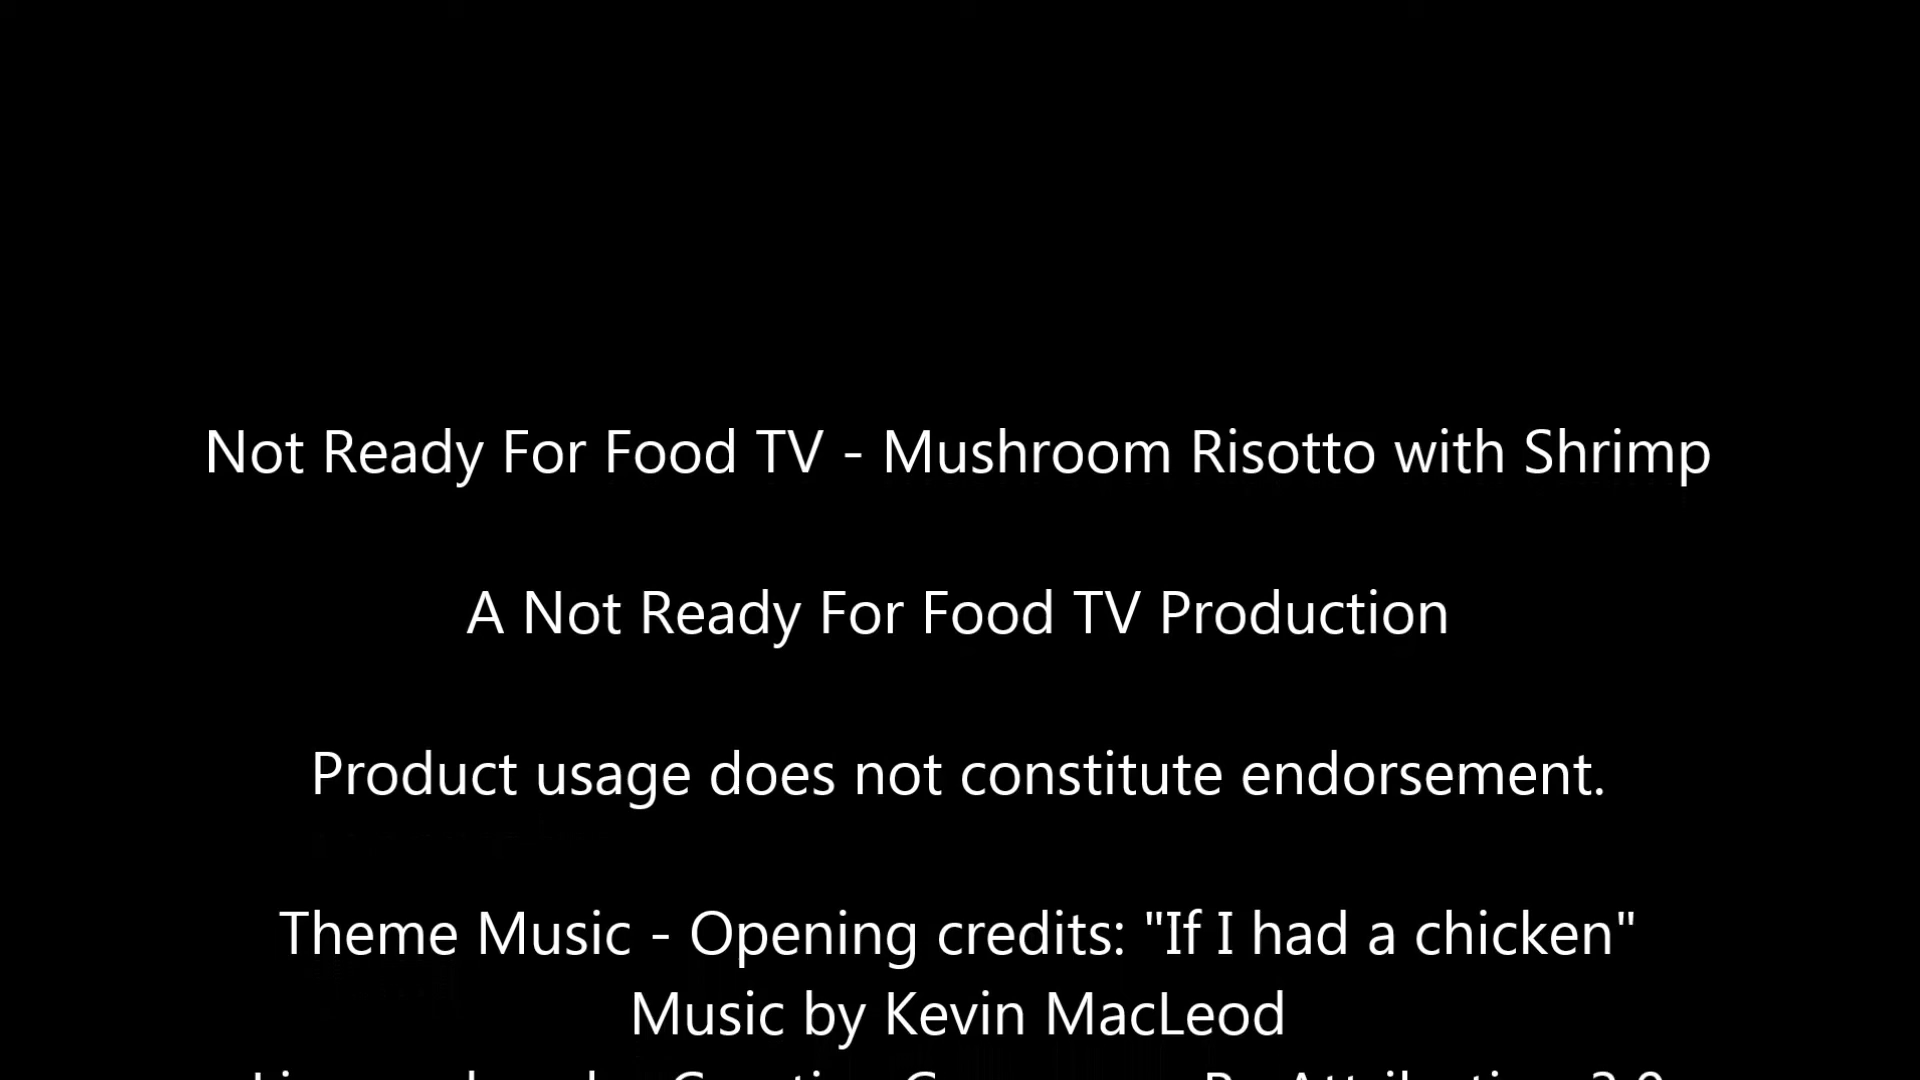 Not Ready For Food TV - Mushroom Risotto with Shrimp
A Not Ready For Food TV Production
Product usage does not constitute endorsement.
Theme Music - Opening credits: "If I had a chicken"
Music by Kevin MacLeod